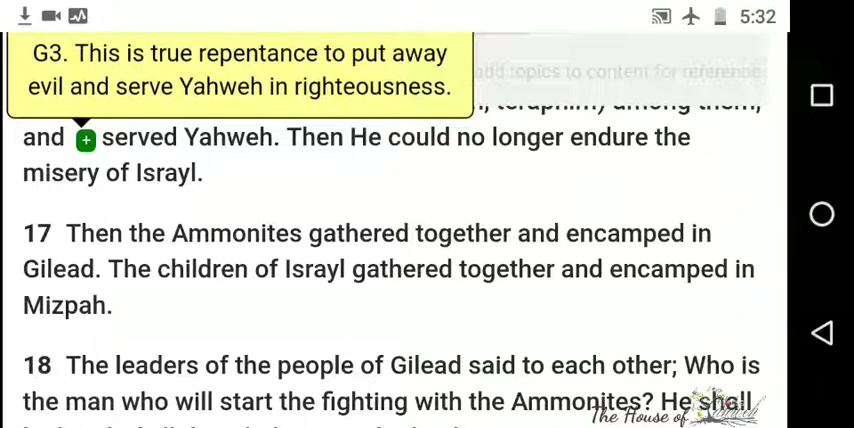 5:32
G3. This is true repentance to put away
evil and serve Yahweh in righteousness.
add topics to content for reference
teraphim) among them,
and + served Yahweh. Then He could no longer endure the
misery of Israyl.
17 Then the Ammonites gathered together and encamped in
Gilead. The children of Israyl gathered together and encamped in
Mizpah.
18 The leaders of the people of Gilead said to each other; Who is
the man who will start the fighting with the Ammonites? He shall
The House of